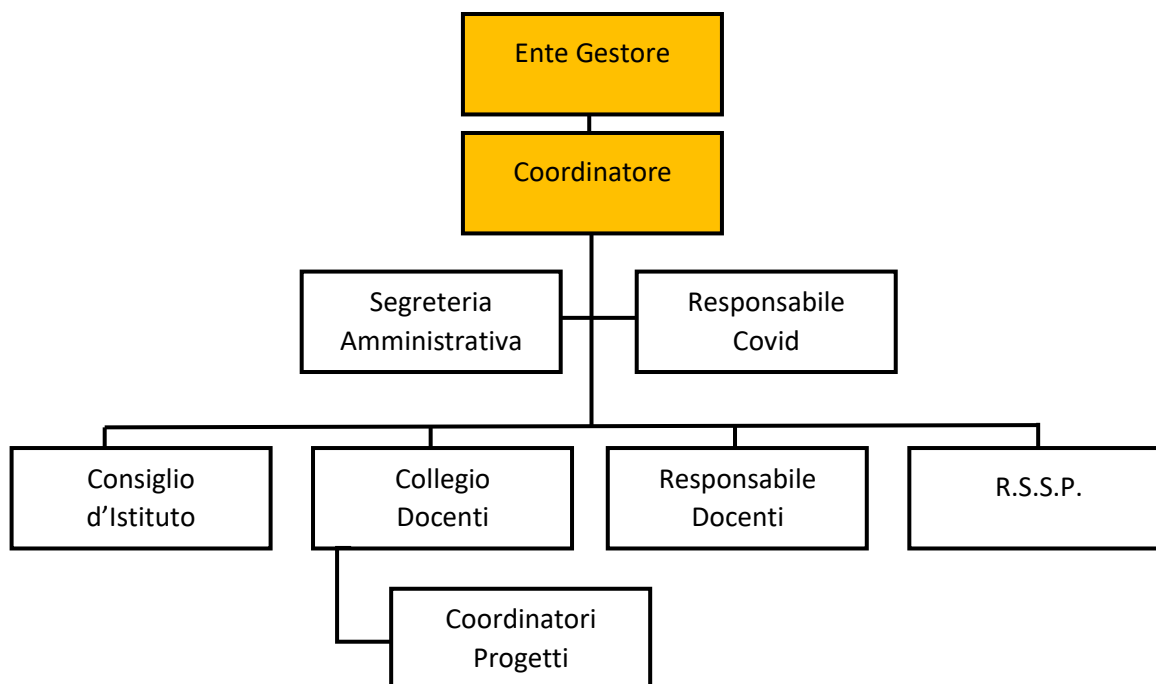 Ente Gestore
Coordinatore
Segreteria
Amministrativa
Responsabile
Covid
Consiglio
d’Istituto
Collegio
Docenti
Responsabile
Docenti
R.S.S.P.
Coordinatori
Progetti